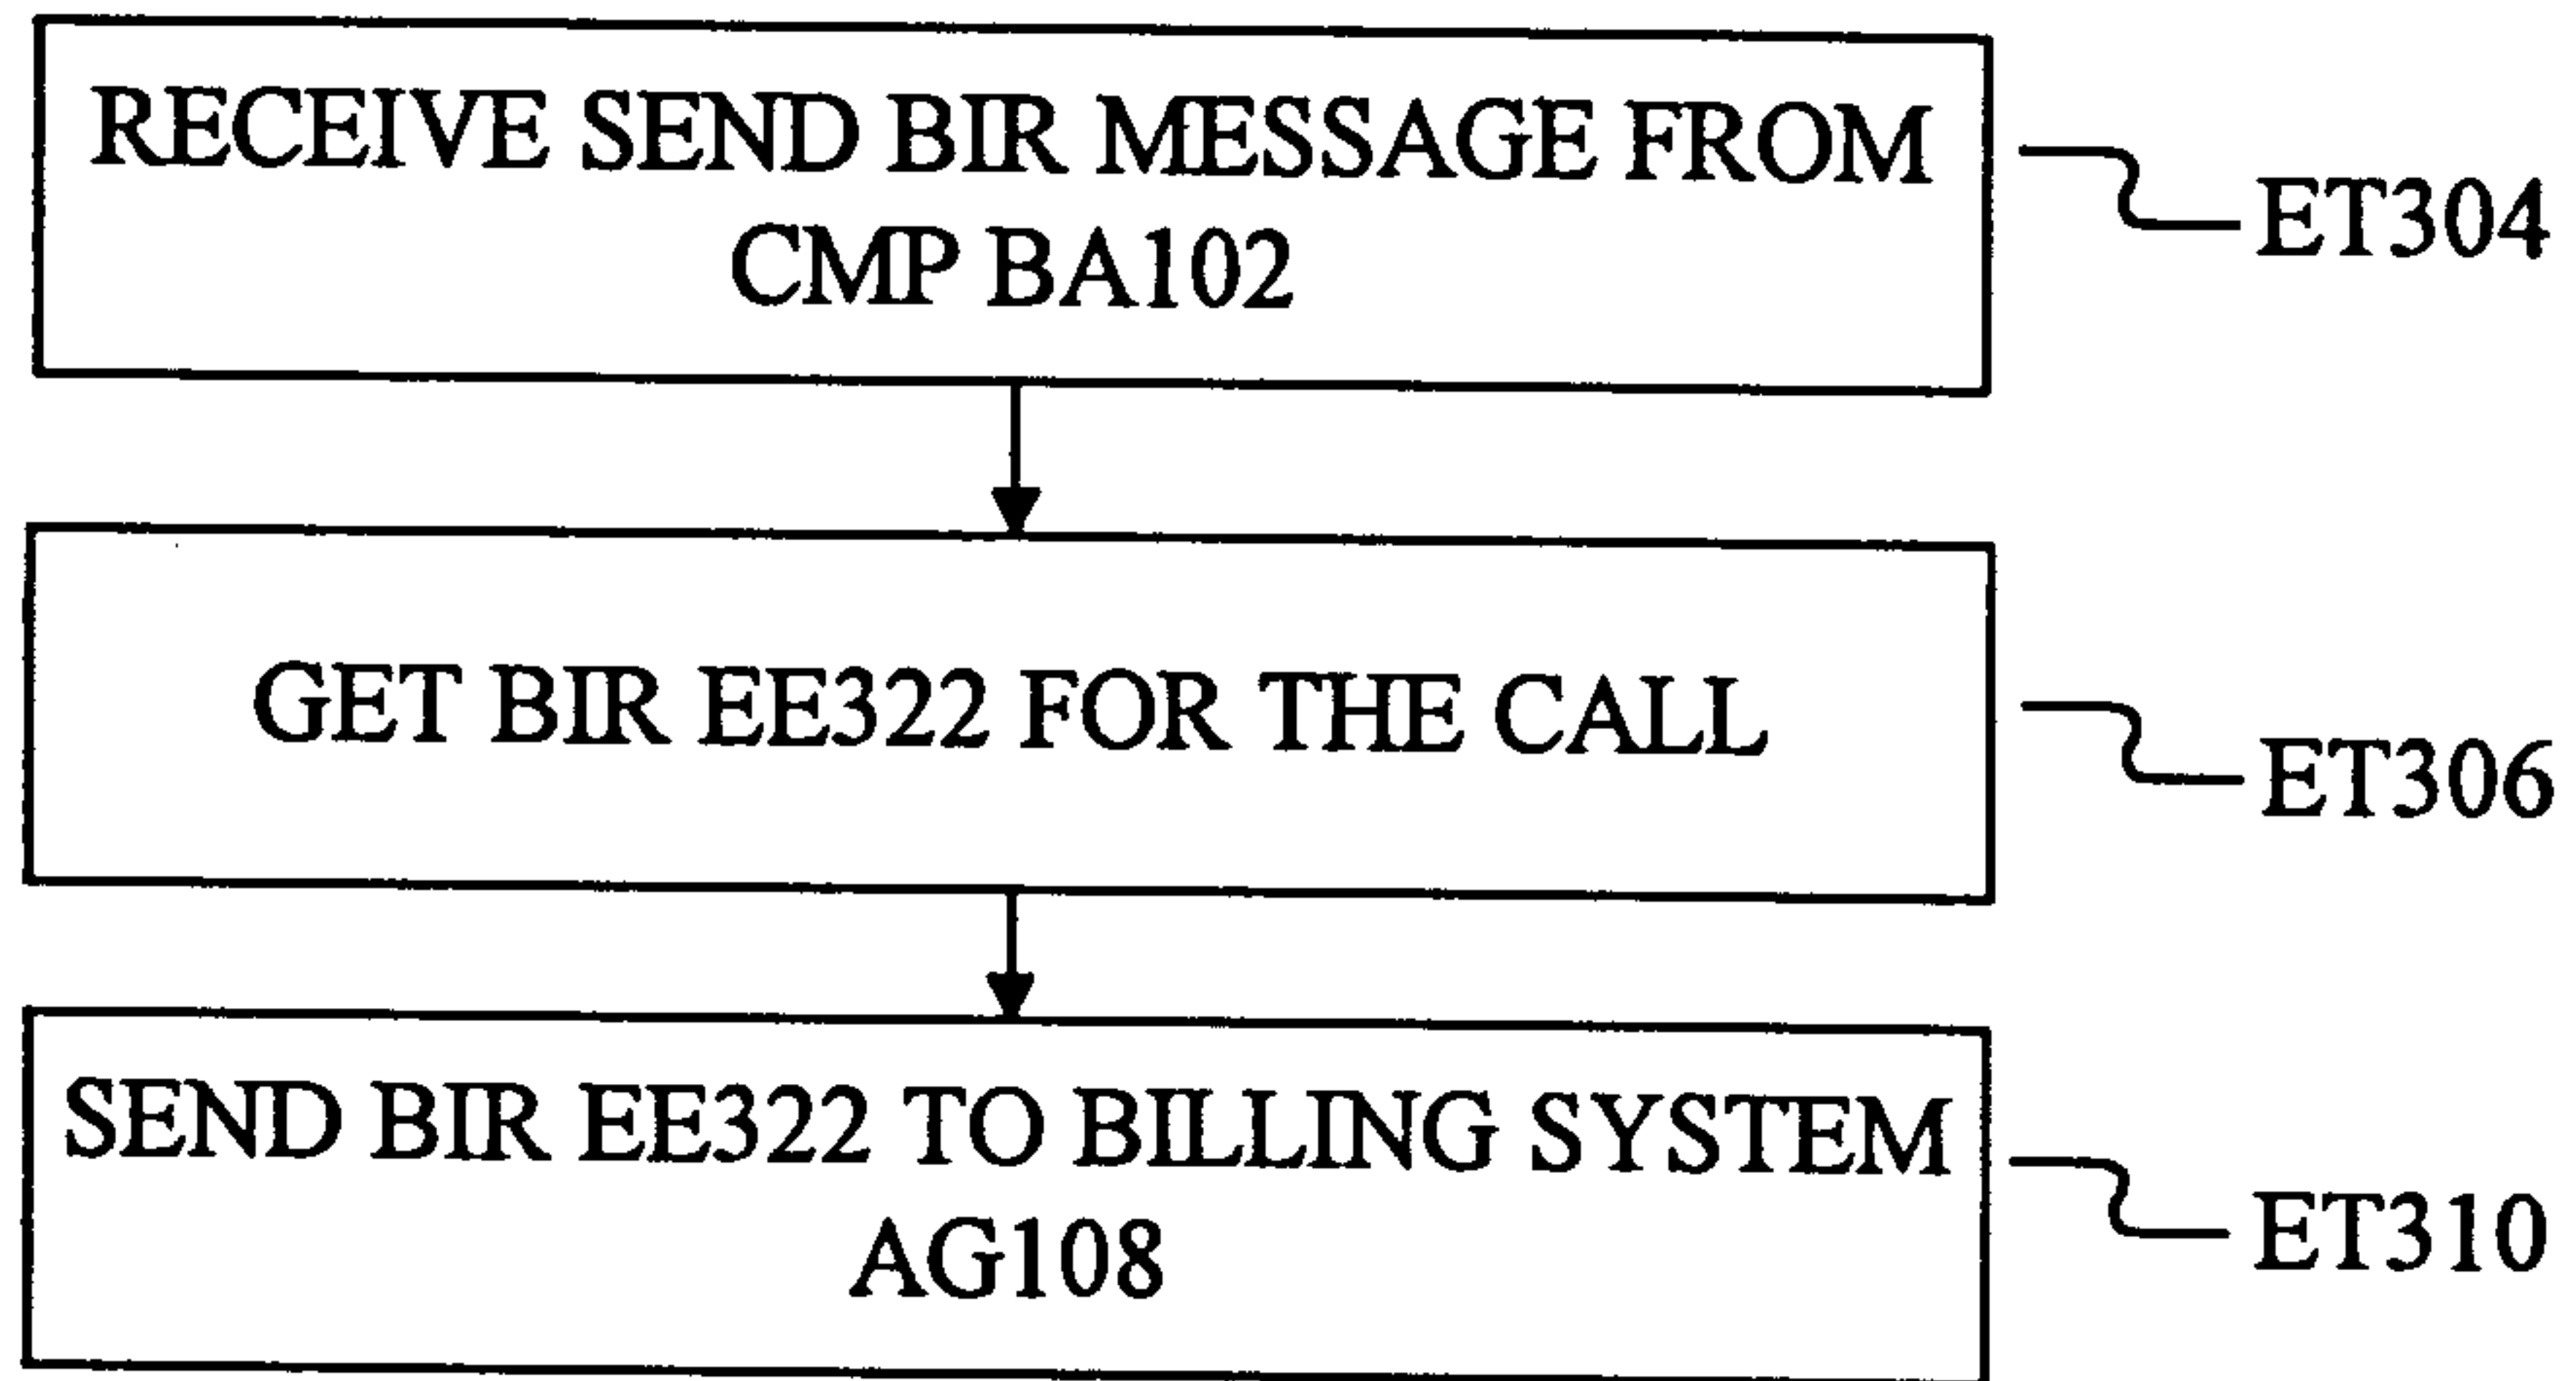 RECEIVE SEND BIR MESSAGE FROM
CMP BA102
ET304
GET BIR EE322 FOR THE CALL
ET306
SEND BIR EE322 TO BILLING SYSTEM
AG108
ET310